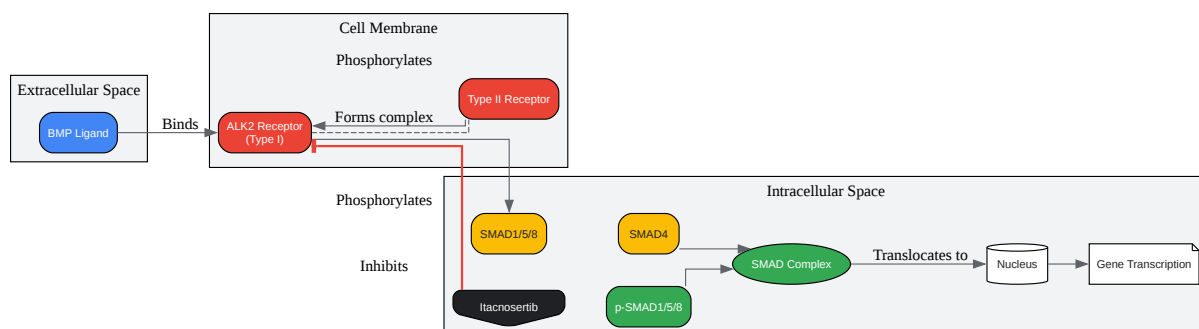 Cell Membrane
Phosphorylates
Extracellular Space
Type II Receptor
BMP Ligand
Binds
ALK2 Receptor
(Type I)
Forms complex
Intracellular Space
Phosphorylates
SMAD1/5/8
SMAD4
Inhibits
SMAD Complex
Translocates to
Nucleus
Gene Transcription
Itacnosertib
p-SMAD1/5/8